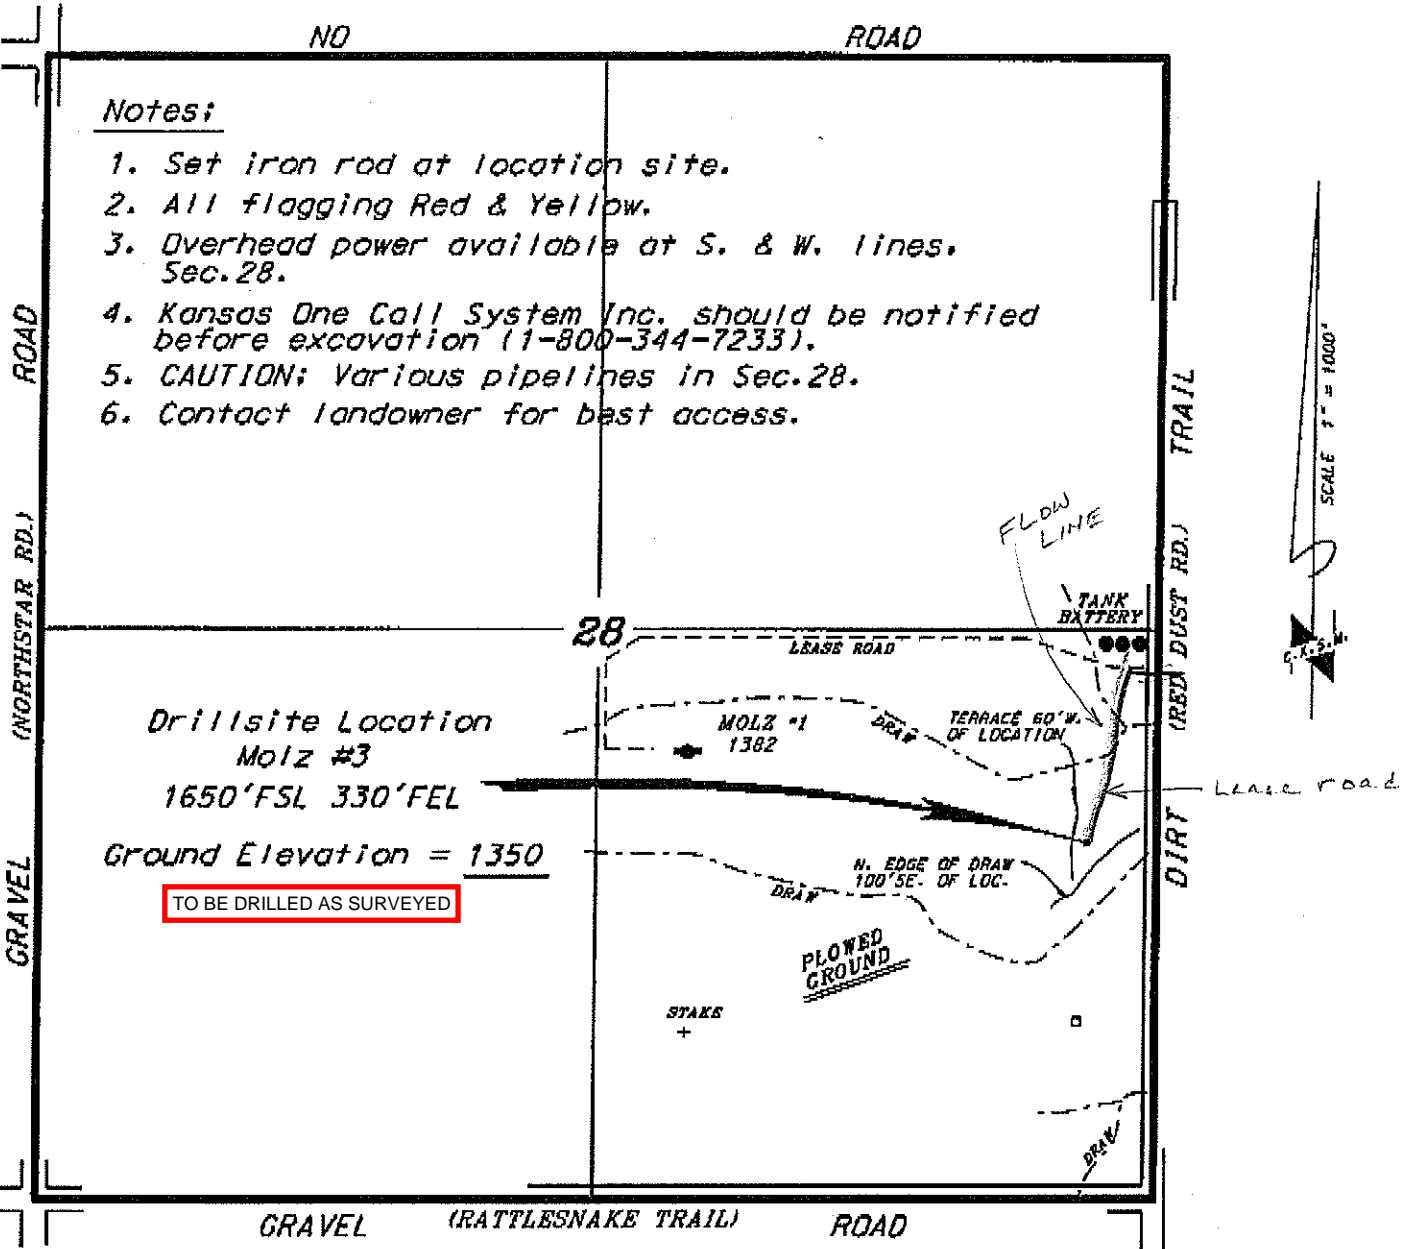 NO ROAD
Notes:
1. Set iron rod at location site.
2. All flagging Red & Yellow.
3. Overhead power available at S. & W. lines.
Sec.28.
4. Kansas One Call System Inc. should be notified
before excavation (1-800-344-7233).
5. CAUTION: Various pipelines in Sec.28.
6. Contact landowner for best access.
GRAVEL (NORTHSTAR RD.) ROAD
DIRT (RED DUST RD.) TRAIL
SCALE 1" = 1000'
C.K.S.M.
FLOW
LINE
TANK
BATTERY
28
LEASE ROAD
Drillsite Location
Molz #3
1650'FSL 330'FEL
Ground Elevation = 1350
TO BE DRILLED AS SURVEYED
MOLZ #1
1382
DRAW
TERRACE 60'W.
OF LOCATION
Lease road
N. EDGE OF DRAW
100'SE. OF LOC.
DRAW
PLOWED
GROUND
STAKE
DRAW
GRAVEL (RATTLESNAKE TRAIL) ROAD